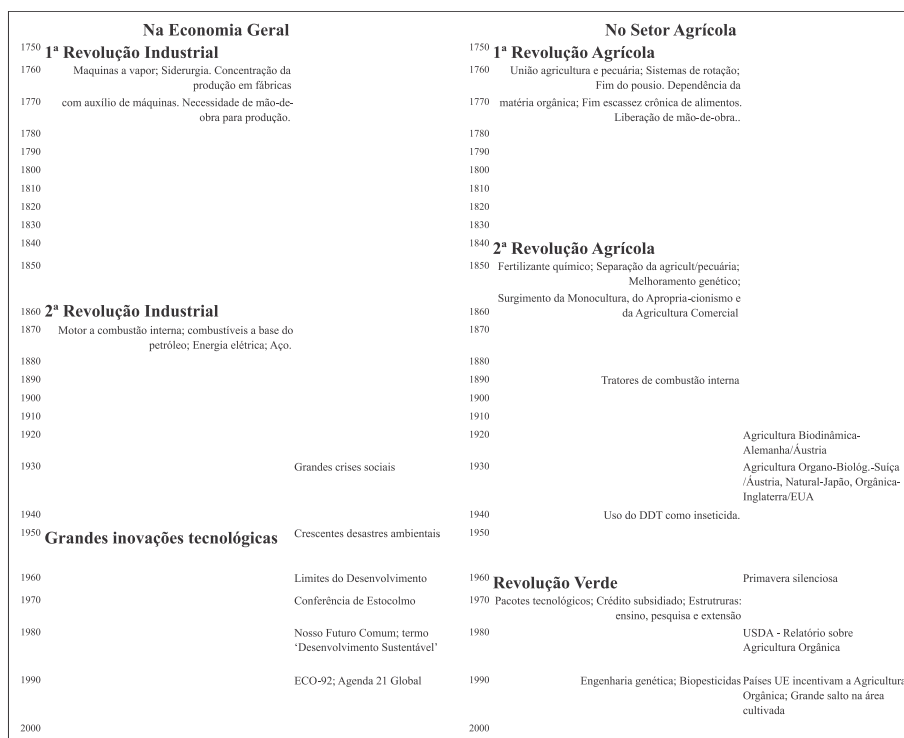 Na Economia Geral
1750 1ª Revolução Industrial
1760 Maquinas a vapor; Siderurgia. Concentração da
produção em fábricas
1770 com auxílio de máquinas. Necessidade de mão-de-
obra para produção.
1780
1790
1800
1810
1820
1830
1840
1850
1860 2ª Revolução Industrial
1870 Motor a combustão interna; combustíveis a base do
petróleo; Energia elétrica; Aço.
1880
1890
1900
1910
1920
1930 Grandes crises sociais
1940
1950 Grandes inovações tecnológicas Crescentes desastres ambientais
1960 Limites do Desenvolvimento
1970 Conferência de Estocolmo
1980 Nosso Futuro Comum; termo
‘Desenvolvimento Sustentável’
1990 ECO-92; Agenda 21 Global
2000
No Setor Agrícola
1750 1ª Revolução Agrícola
1760 União agricultura e pecuária; Sistemas de rotação;
Fim do pousio. Dependência da
1770 matéria orgânica; Fim escassez crônica de alimentos.
Liberação de mão-de-obra..
1780
1790
1800
1810
1820
1830
1840 2ª Revolução Agrícola
1850 Fertilizante químico; Separação da agricult/pecuária;
Melhoramento genético;
Surgimento da Monocultura, do Apropria-cionismo e
1860 da Agricultura Comercial
1870
1880
1890 Tratores de combustão interna
1900
1910
1920 Agricultura Biodinâmica-
Alemanha/Áustria
1930 Agricultura Organo-Biológ.-Suíça
/Áustria, Natural-Japão, Orgânica-
Inglaterra/EUA
1940 Uso do DDT como inseticida.
1950
1960 Revolução Verde Primavera silenciosa
1970 Pacotes tecnológicos; Crédito subsidiado; Estrutruras:
ensino, pesquisa e extensão
1980 USDA - Relatório sobre
Agricultura Orgânica
1990 Engenharia genética; Biopesticidas Países UE incentivam a Agricultura
Orgânica; Grande salto na área
cultivada
2000